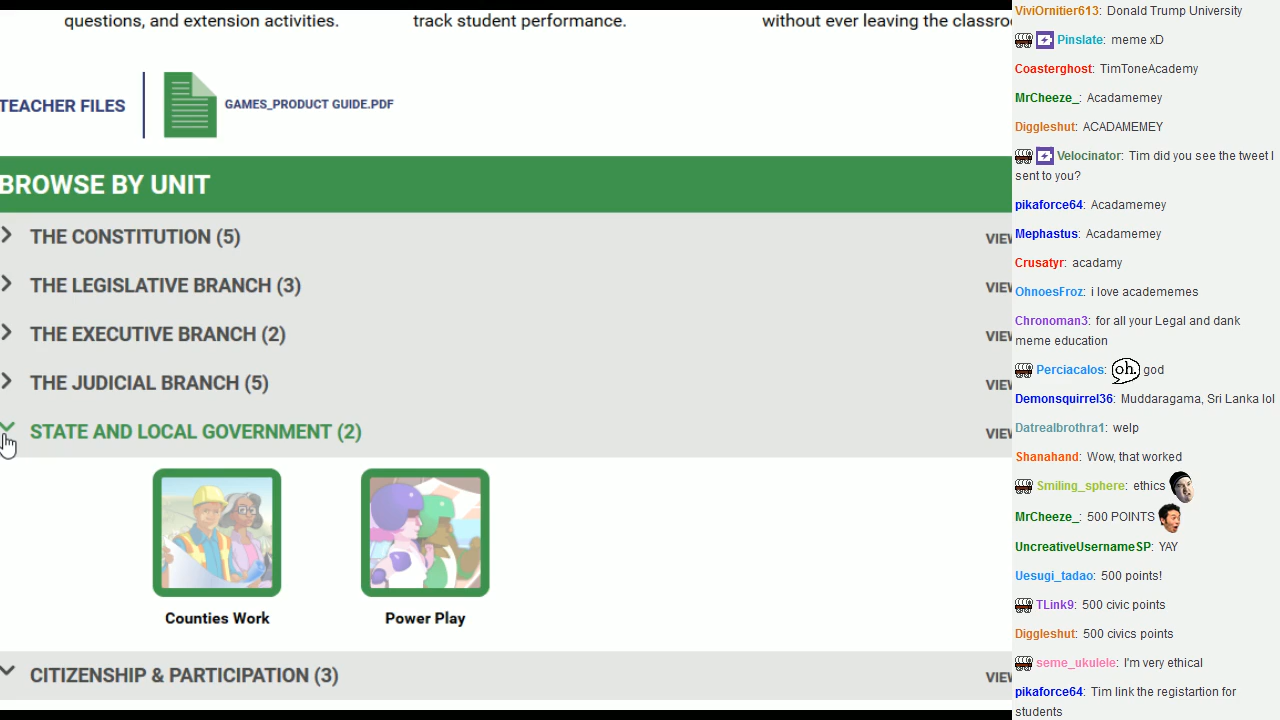 questions, and extension activities.
track student performance.
without ever leaving the classro
TEACHER FILES
GAMES_PRODUCT GUIDE.PDF
BROWSE BY UNIT
THE CONSTITUTION (5)
VIEW
THE LEGISLATIVE BRANCH (3)
VIEW
THE EXECUTIVE BRANCH (2)
VIEW
THE JUDICIAL BRANCH (5)
VIEW
STATE AND LOCAL GOVERNMENT (2)
VIEW
Counties Work
Power Play
CITIZENSHIP & PARTICIPATION (3)
VIEW
ViviOrnitier613: Donald Trump University
Pinslate: meme xD
Coasterghost: TimToneAcademy
MrCheeze_: Acadamemey
Diggleshut: ACADAMEMEY
Velocinator: Tim did you see the tweet I
sent to you?
pikaforce64: Acadamemey
Mephastus: Acadamemey
Crusatyr: acadamy
OhnoesFroz: i love academemes
Chronoman3: for all your Legal and dank
meme education
Perciacalos: oh. god
Demonsquirrel36: Muddaragama, Sri Lanka lol
Datrealbrothra1: welp
Shanahand: Wow, that worked
Smiling_sphere: ethics
MrCheeze_: 500 POINTS
UncreativeUsernameSP: YAY
Uesugi_tadao: 500 points!
TLink9: 500 civic points
Diggleshut: 500 civics points
seme_ukulele: I'm very ethical
pikaforce64: Tim link the registartion for
students